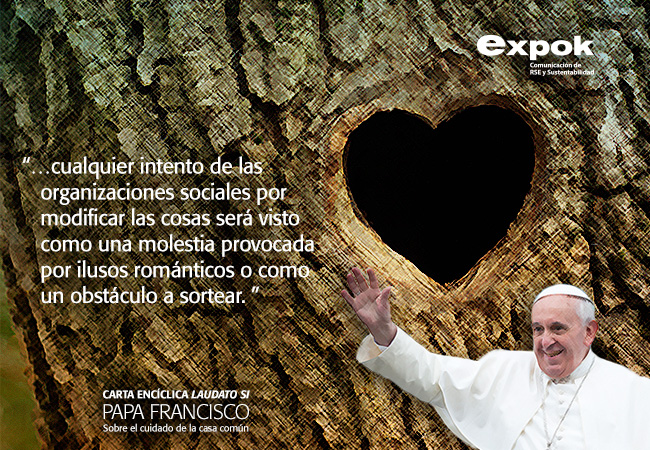 expok
Comunicación de
RSE y Sustentabilidad
“…cualquier intento de las
organizaciones sociales por
modificar las cosas será visto
como una molestia provocada
por ilusos románticos o como
un obstáculo a sortear. ”
CARTA ENCÍCLICA LAUDATO SI
PAPA FRANCISCO
Sobre el cuidado de la casa común